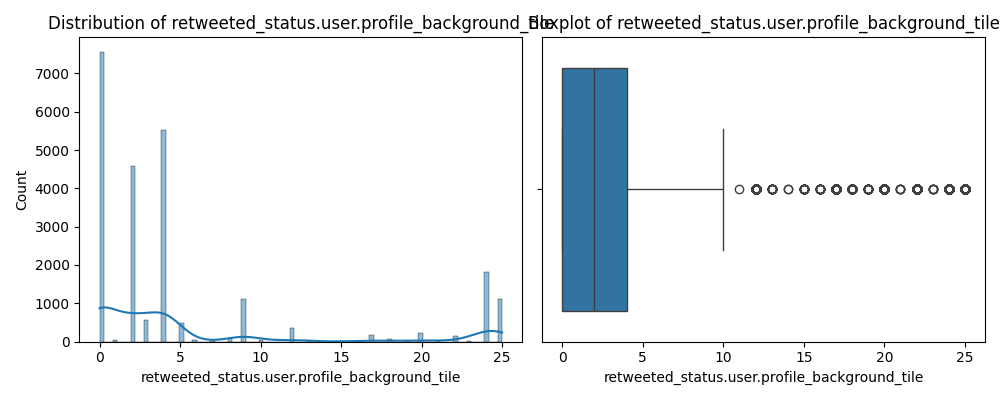 Distribution of retweeted_status.user.profile_background_tile
Boxplot of retweeted_status.user.profile_background_tile
7000
6000
5000
4000
3000
2000
1000
0
Count
0 5 10 15 20 25
retweeted_status.user.profile_background_tile
0 5 10 15 20 25
retweeted_status.user.profile_background_tile